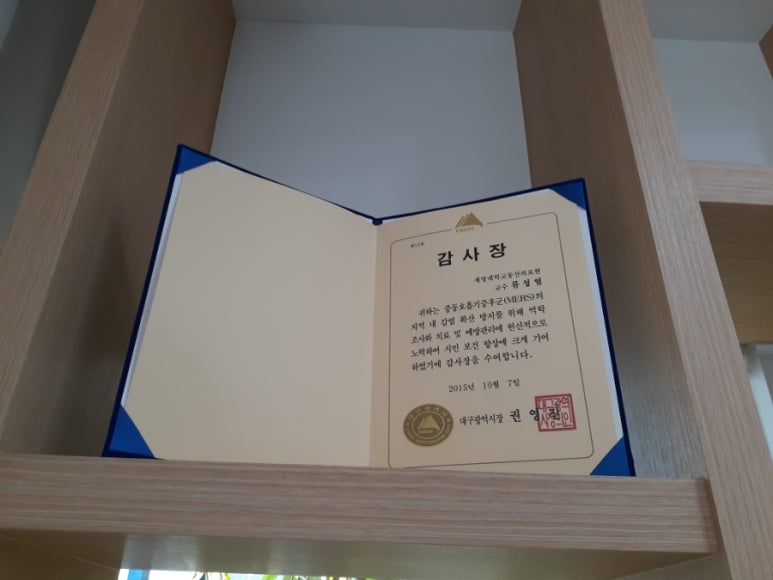 감사장
계명대학교동산의료원
교수 류성열
귀하는 중동호흡기증후군(MERS)의
지역 내 감염 확산 방지를 위해 역학
조사와 치료 및 예방관리에 헌신적으로
노력하여 시민 보건 향상에 크게 기여
하였기에 감사장을 수여합니다.
2015년 10월 7일
대구광역시장 권영진